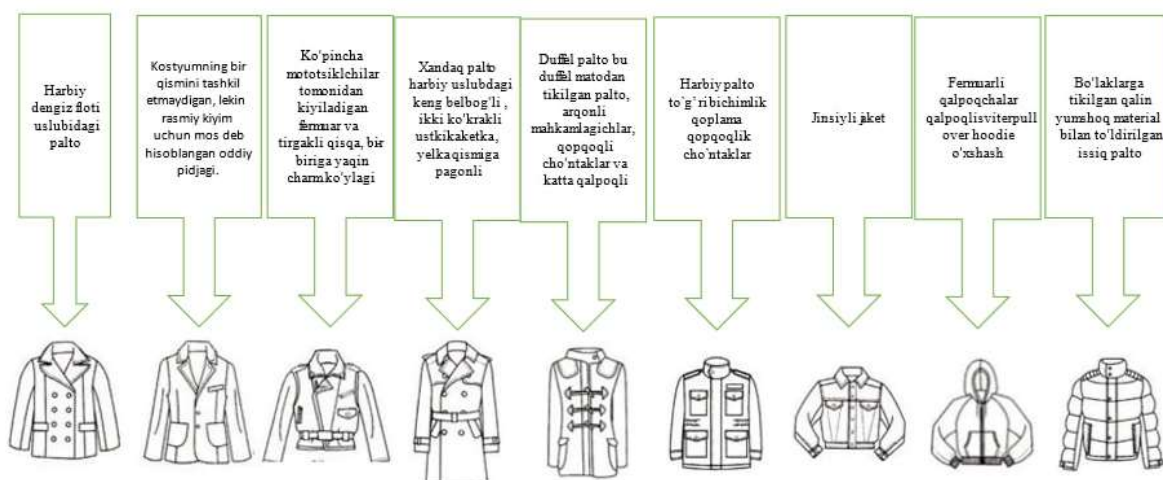 Harbiy
dengiz floti
uslubidagi
palto
Kostyumning bir
qismini tashkil
etmaydigan, lekin
rasmiy kiyim
uchun mos deb
hisoblangan oddiy
pidjagi.
Ko'pincha
mototsiklchilar
tomonidan
kiyiladigan
fermuar va
tirgakli qisqa, bir
biriga yaqin
charmko'ylagi
Xandaq palto
harbiy uslubdagi
keng belbog'li ,
ikki ko'krakli
ustkikaketka,
yelka qismiga
pagonli
Duffel palto bu
duffel matodan
tikilgan palto,
arqonli
mahkamlagichlar,
qopqoqli
cho'ntaklar va
katta qalpoqli
Harbiy palto
to`g`ri bichimlik
qoplama
qopqoqlik
cho`ntaklar
Jinsiyli jaket
Fermuarli
qalpoqchalar
qalpoqlisviterpull
over hoodie
o'xshash
Bo'laklarga
tikilgan qalin
yumshoq material
bilan to'ldirilgan
issiq palto